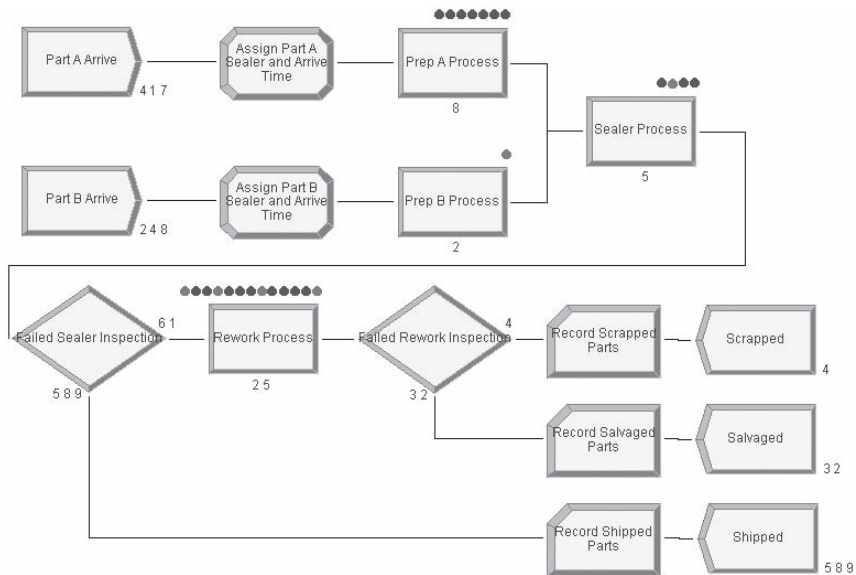 Part A Arrive
4 1 7
Assign Part A
Sealer and Arrive
Time
Prep A Process
8
Sealer Process
5
Part B Arrive
2 4 8
Assign Part B
Sealer and Arrive
Time
Prep B Process
2
Failed Sealer Inspection
6 1
5 8 9
Rework Process
2 5
Failed Rework Inspection
4
3 2
Record Scrapped
Parts
Scrapped
4
Record Salvaged
Parts
Salvaged
3 2
Record Shipped
Parts
Shipped
5 8 9